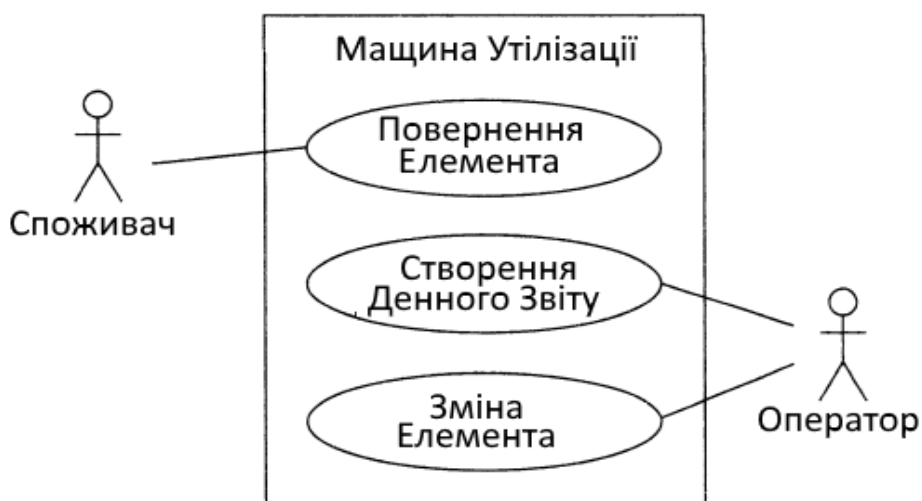 Мащина Утілізації
Повернення
Елемента
Споживач
Створення
Денного Звіту
Зміна
Елемента
Оператор